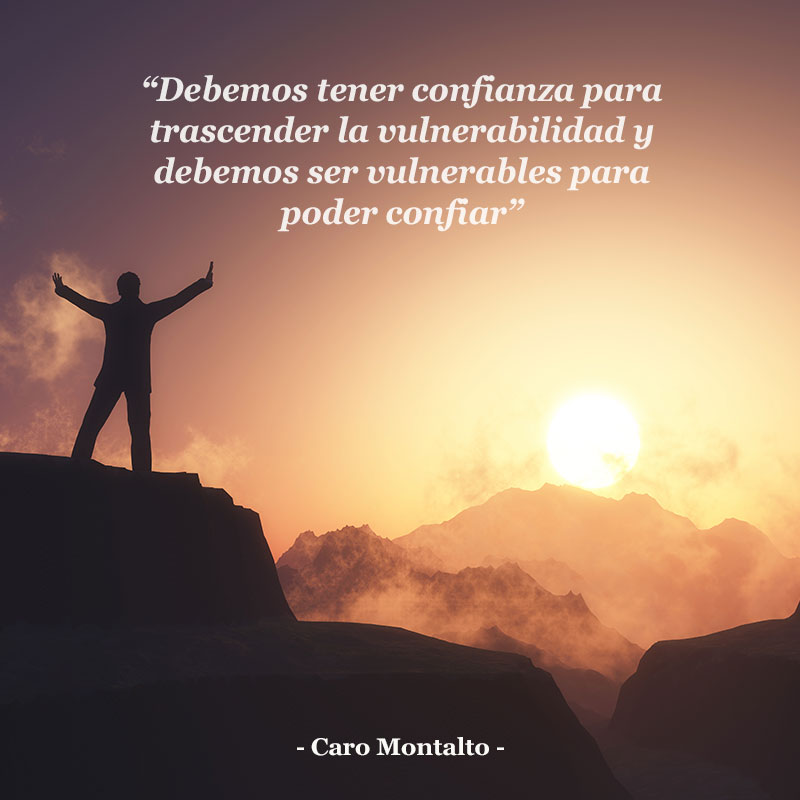 “Debemos tener confianza para
trascender la vulnerabilidad y
debemos ser vulnerables para
poder confiar”
- Caro Montalto -